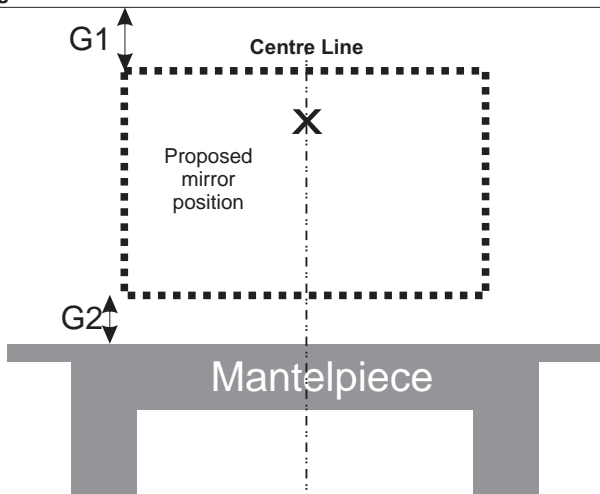 G1
Centre Line
X
Proposed
mirror
position
G2
Mantelpiece